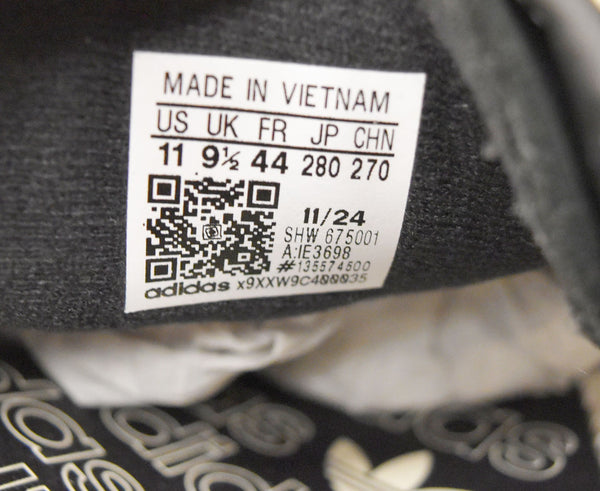 MADE IN VIETNAM
US UK FR JP CHN
11 9½ 44 280 270
11/24
SHW 675001
A:IE3698
#135574500
adidas x9XXW9C400035